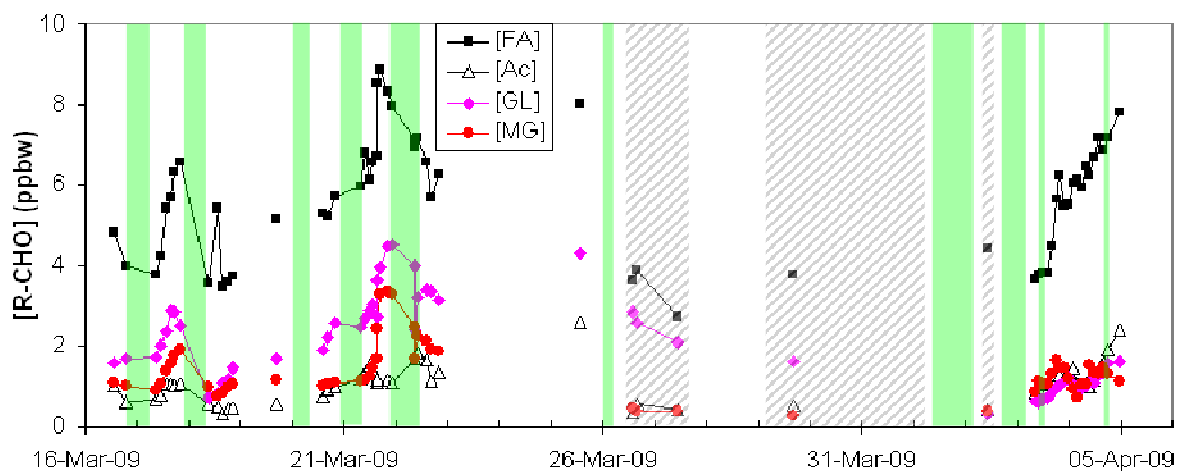 10
8
6
4
2
0
[R-CHO] (ppbw)
[FA]
[Ac]
[GL]
[MG]
16-Mar-09 21-Mar-09 26-Mar-09 31-Mar-09 05-Apr-09